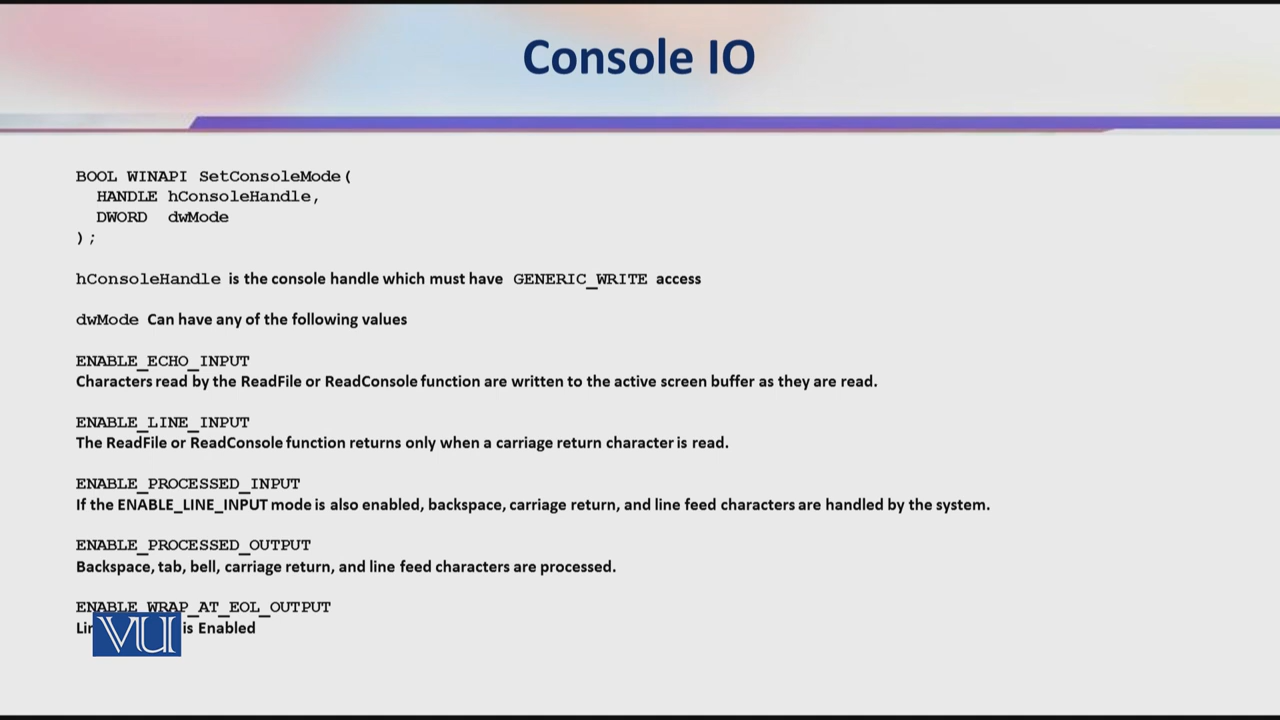 Console IO
BOOL WINAPI SetConsoleMode(
HANDLE hConsoleHandle,
DWORD dwMode
);
hConsoleHandle is the console handle which must have GENERIC_WRITE access
dwMode Can have any of the following values
ENABLE_ECHO_INPUT
Characters read by the ReadFile or ReadConsole function are written to the active screen buffer as they are read.
ENABLE_LINE_INPUT
The ReadFile or ReadConsole function returns only when a carriage return character is read.
ENABLE_PROCESSED_INPUT
If the ENABLE_LINE_INPUT mode is also enabled, backspace, carriage return, and line feed characters are handled by the system.
ENABLE_PROCESSED_OUTPUT
Backspace, tab, bell, carriage return, and line feed characters are processed.
ENABLE_WRAP_AT_EOL_OUTPUT
is Enabled
VU